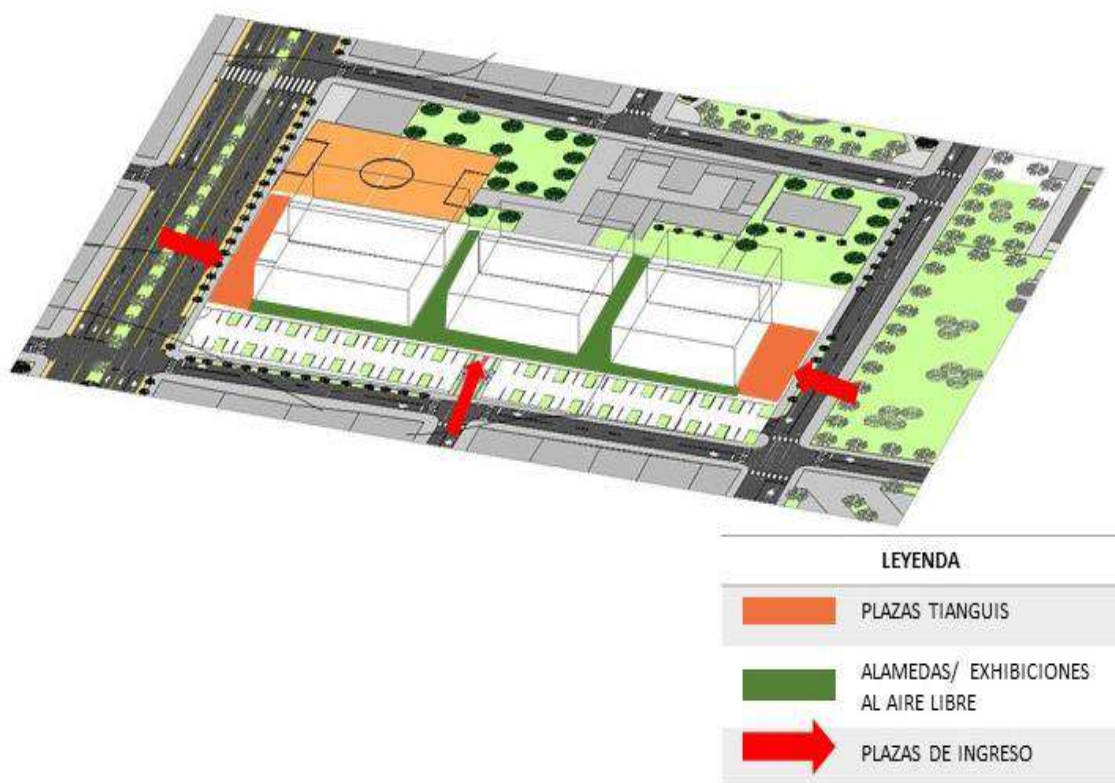 LEYENDA
PLAZAS TIANGUIS
ALAMEDAS/ EXHIBICIONES
AL AIRE LIBRE
PLAZAS DE INGRESO